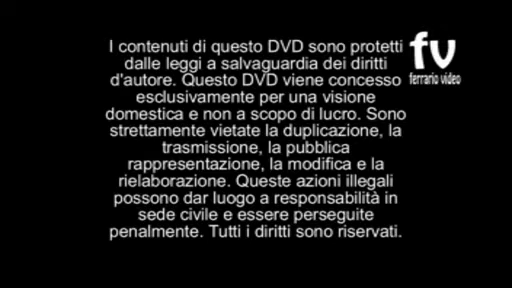 I contenuti di questo DVD sono protetti
dalle leggi a salvaguardia dei diritti
d'autore. Questo DVD viene concesso
esclusivamente per una visione
domestica e non a scopo di lucro. Sono
strettamente vietate la duplicazione, la
trasmissione, la pubblica
rappresentazione, la modifica e la
rielaborazione. Queste azioni illegali
possono dar luogo a responsabilità in
sede civile e essere perseguite
penalmente. Tutti i diritti sono riservati.
fv
ferrario video